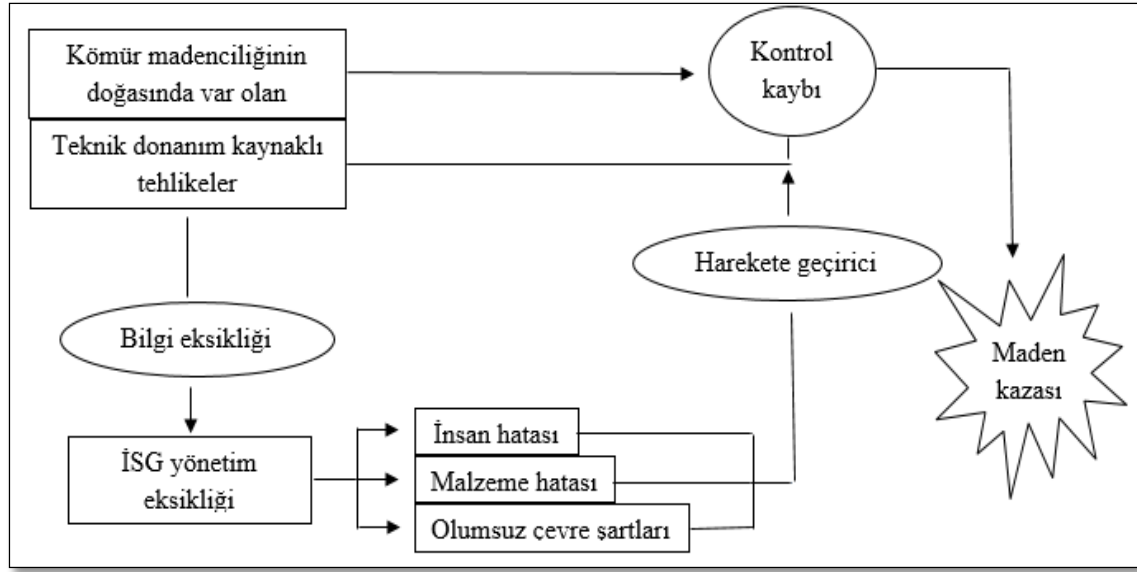 Kömür madenciliğinin
doğasında var olan
Teknik donanım kaynaklı
tehlikeler
Kontrol
kaybı
Harekete geçirici
Bilgi eksikliği
Maden
kazası
İSG yönetim
eksikliği
İnsan hatası
Malzeme hatası
Olumsuz çevre şartları